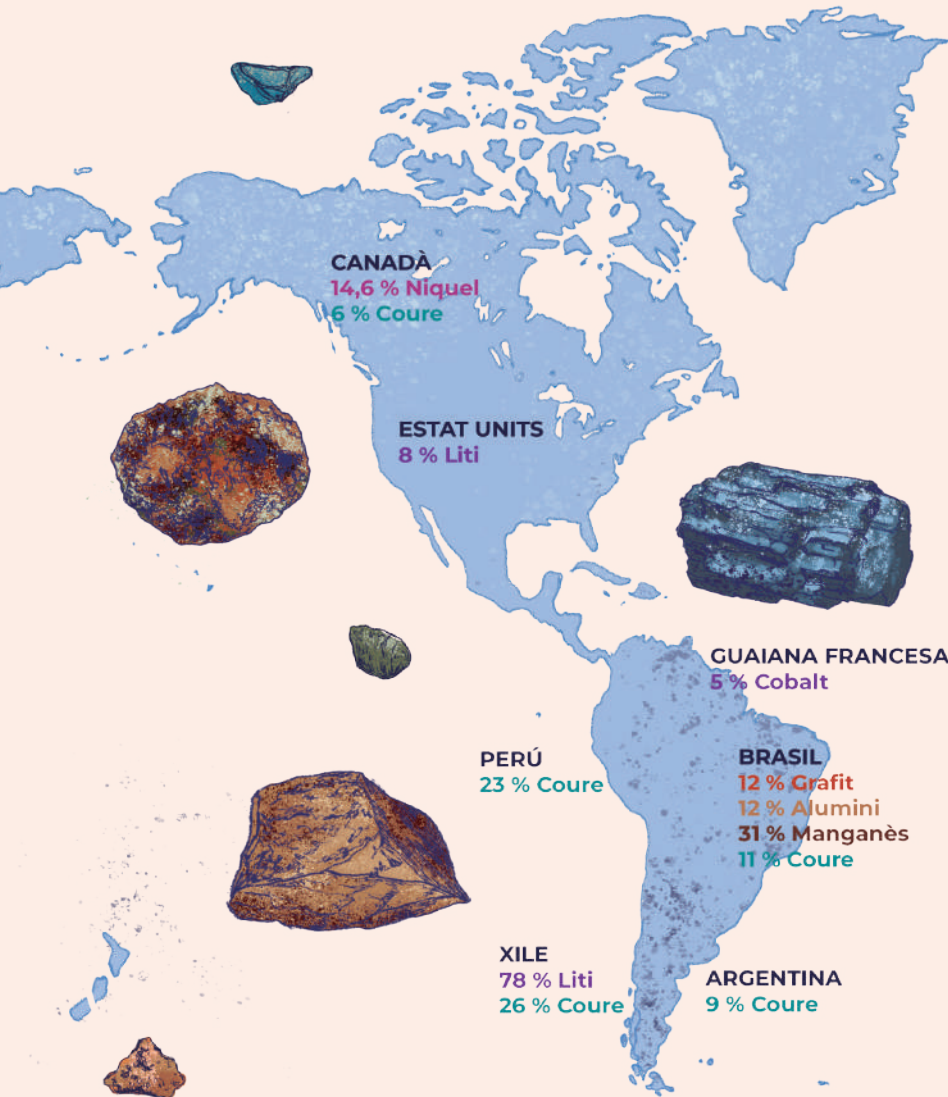 CANADÀ
14,6 % Níquel
6 % Coure
ESTAT UNITS
8 % Liti
GUAIANA FRANCESA
5 % Cobalt
PERÚ
23 % Coure
BRASIL
12 % Grafit
12 % Alumini
31 % Manganès
11 % Coure
XILE
78 % Liti
26 % Coure
ARGENTINA
9 % Coure